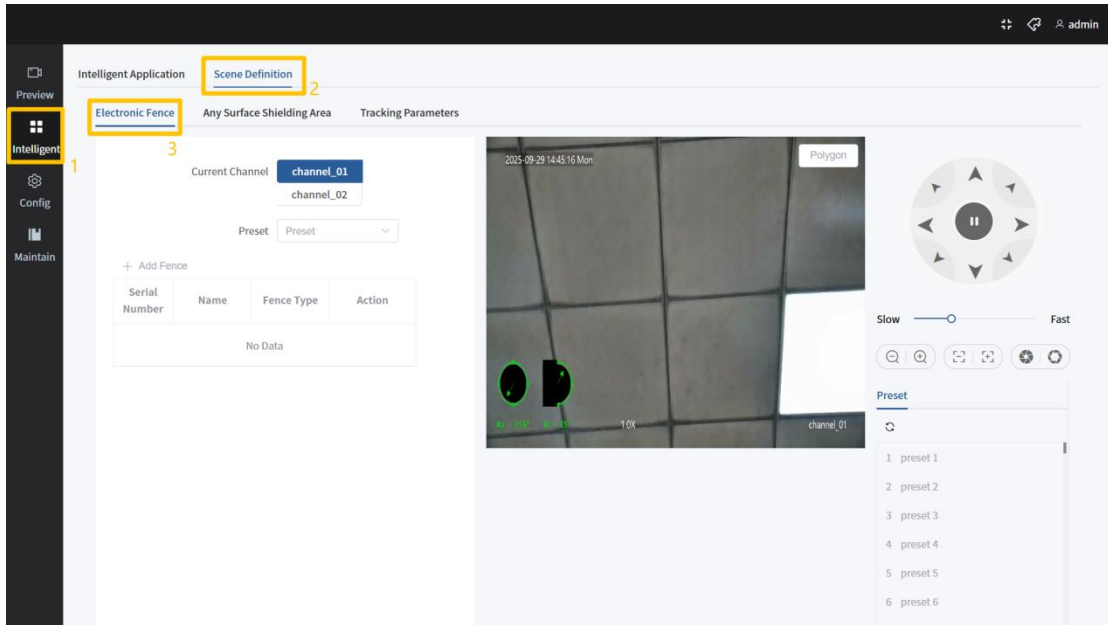 admin
Preview
Intelligent
Config
Maintain
1
Intelligent Application
Scene Definition
2
Electronic Fence
Any Surface Shielding Area
Tracking Parameters
3
Current Channel
channel_01
channel_02
Preset
Preset
+ Add Fence
Serial Number
Name
Fence Type
Action
No Data
2025-09-29 14:45:16 Mon
Polygon
1.0X
channel_01
Slow
Fast
Preset
1 preset 1
2 preset 2
3 preset 3
4 preset 4
5 preset 5
6 preset 6